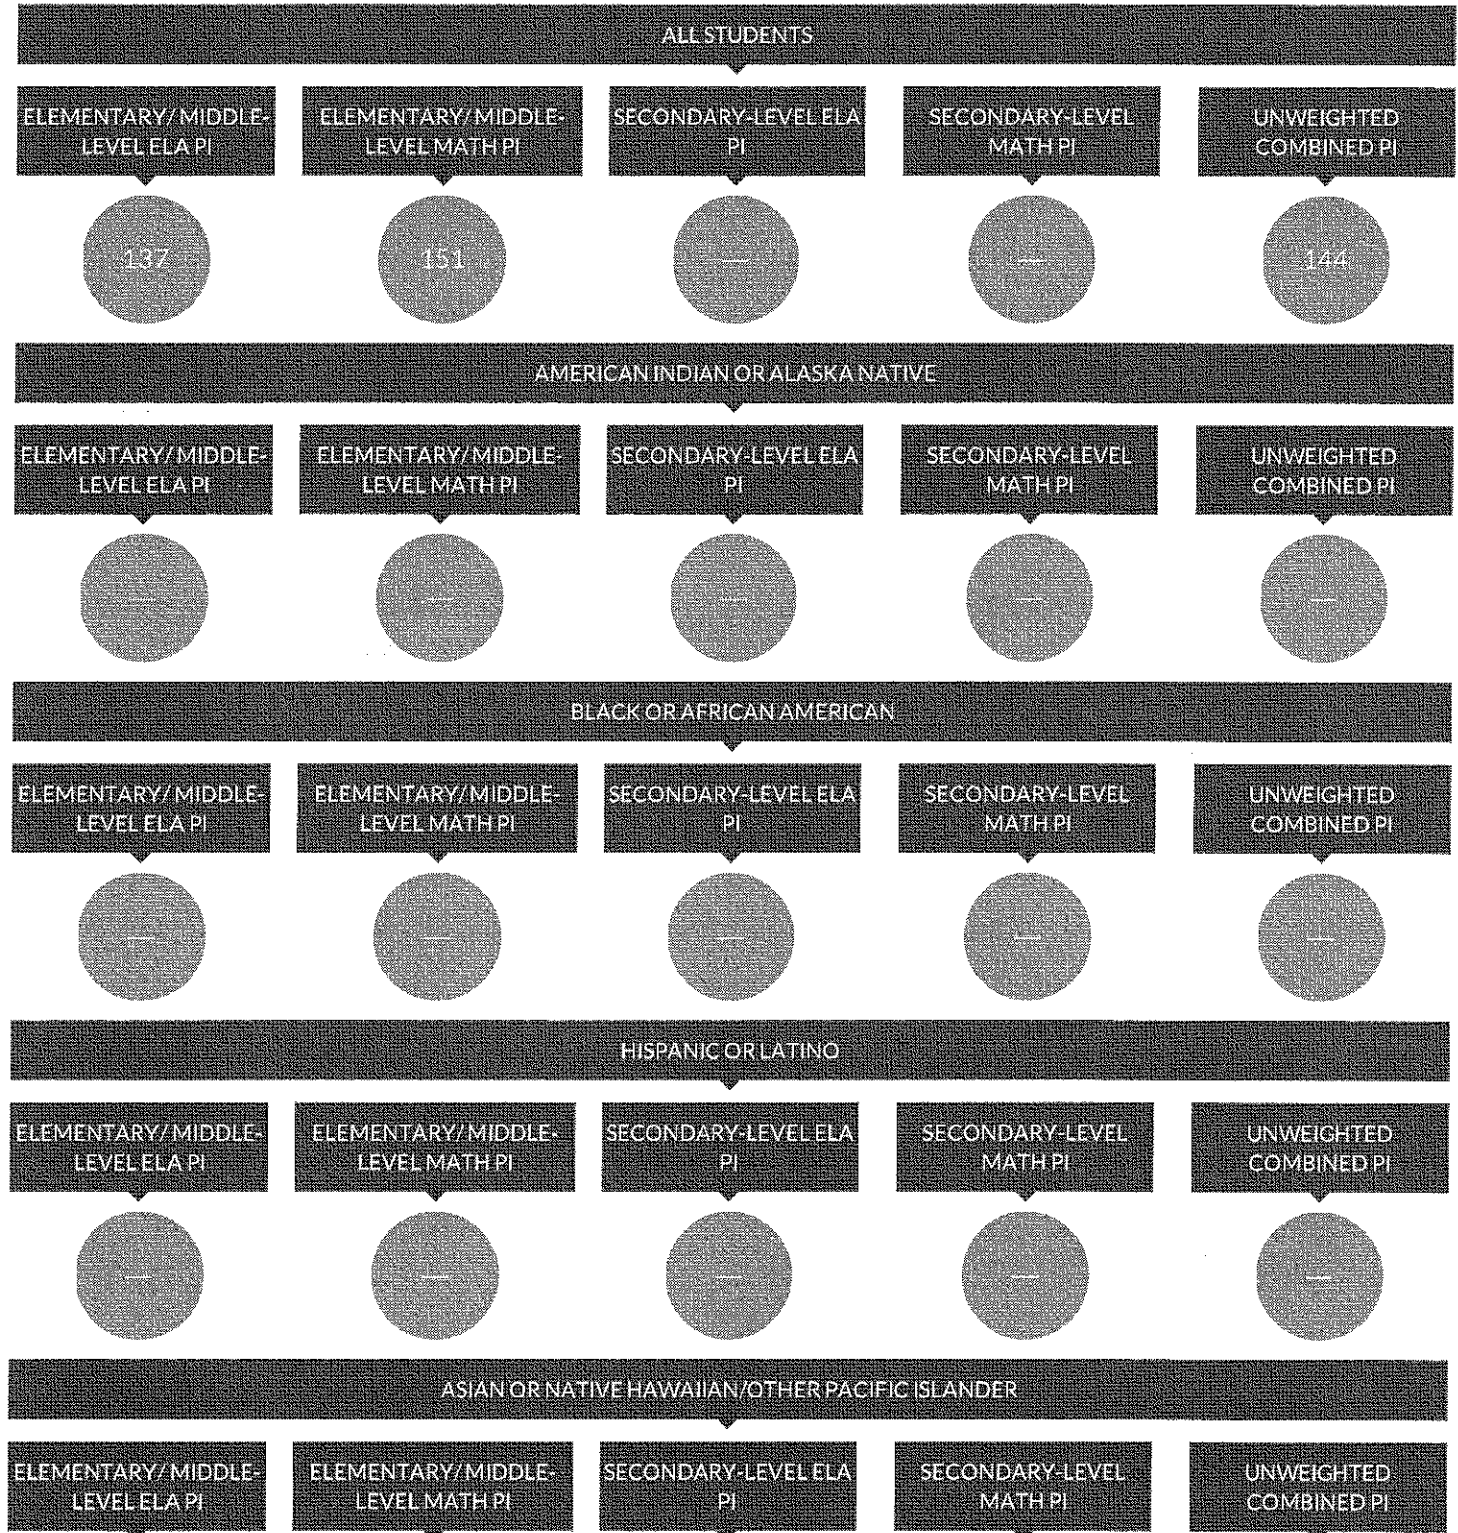 ALL STUDENTS
ELEMENTARY/ MIDDLE- ELEMENTARY/ MIDDLE- SECONDARY-LEVEL ELA SECONDARY-LEVEL UNWEIGHTED
LEVEL ELA PI LEVEL MATH PI PI MATH PI COMBINED PI
137 151 — — 144
AMERICAN INDIAN OR ALASKA NATIVE
ELEMENTARY/ MIDDLE- ELEMENTARY/ MIDDLE- SECONDARY-LEVEL ELA SECONDARY-LEVEL UNWEIGHTED
LEVEL ELA PI LEVEL MATH PI PI MATH PI COMBINED PI
— — — — —
BLACK OR AFRICAN AMERICAN
ELEMENTARY/ MIDDLE- ELEMENTARY/ MIDDLE- SECONDARY-LEVEL ELA SECONDARY-LEVEL UNWEIGHTED
LEVEL ELA PI LEVEL MATH PI PI MATH PI COMBINED PI
— — — — —
HISPANIC OR LATINO
ELEMENTARY/ MIDDLE- ELEMENTARY/ MIDDLE- SECONDARY-LEVEL ELA SECONDARY-LEVEL UNWEIGHTED
LEVEL ELA PI LEVEL MATH PI PI MATH PI COMBINED PI
— — — — —
ASIAN OR NATIVE HAWAIIAN/OTHER PACIFIC ISLANDER
ELEMENTARY/ MIDDLE- ELEMENTARY/ MIDDLE- SECONDARY-LEVEL ELA SECONDARY-LEVEL UNWEIGHTED
LEVEL ELA PI LEVEL MATH PI PI MATH PI COMBINED PI